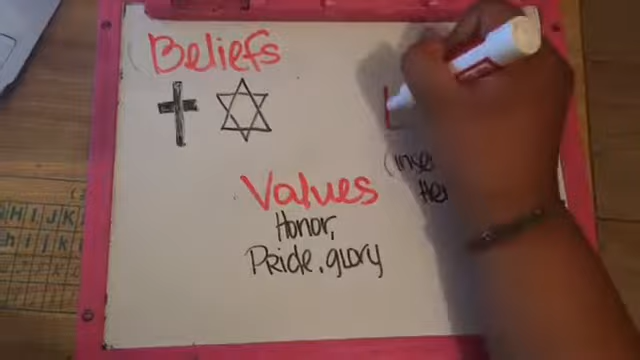 Beliefs
Values
Honor,
Pride. glory
H I J K
h i j k l